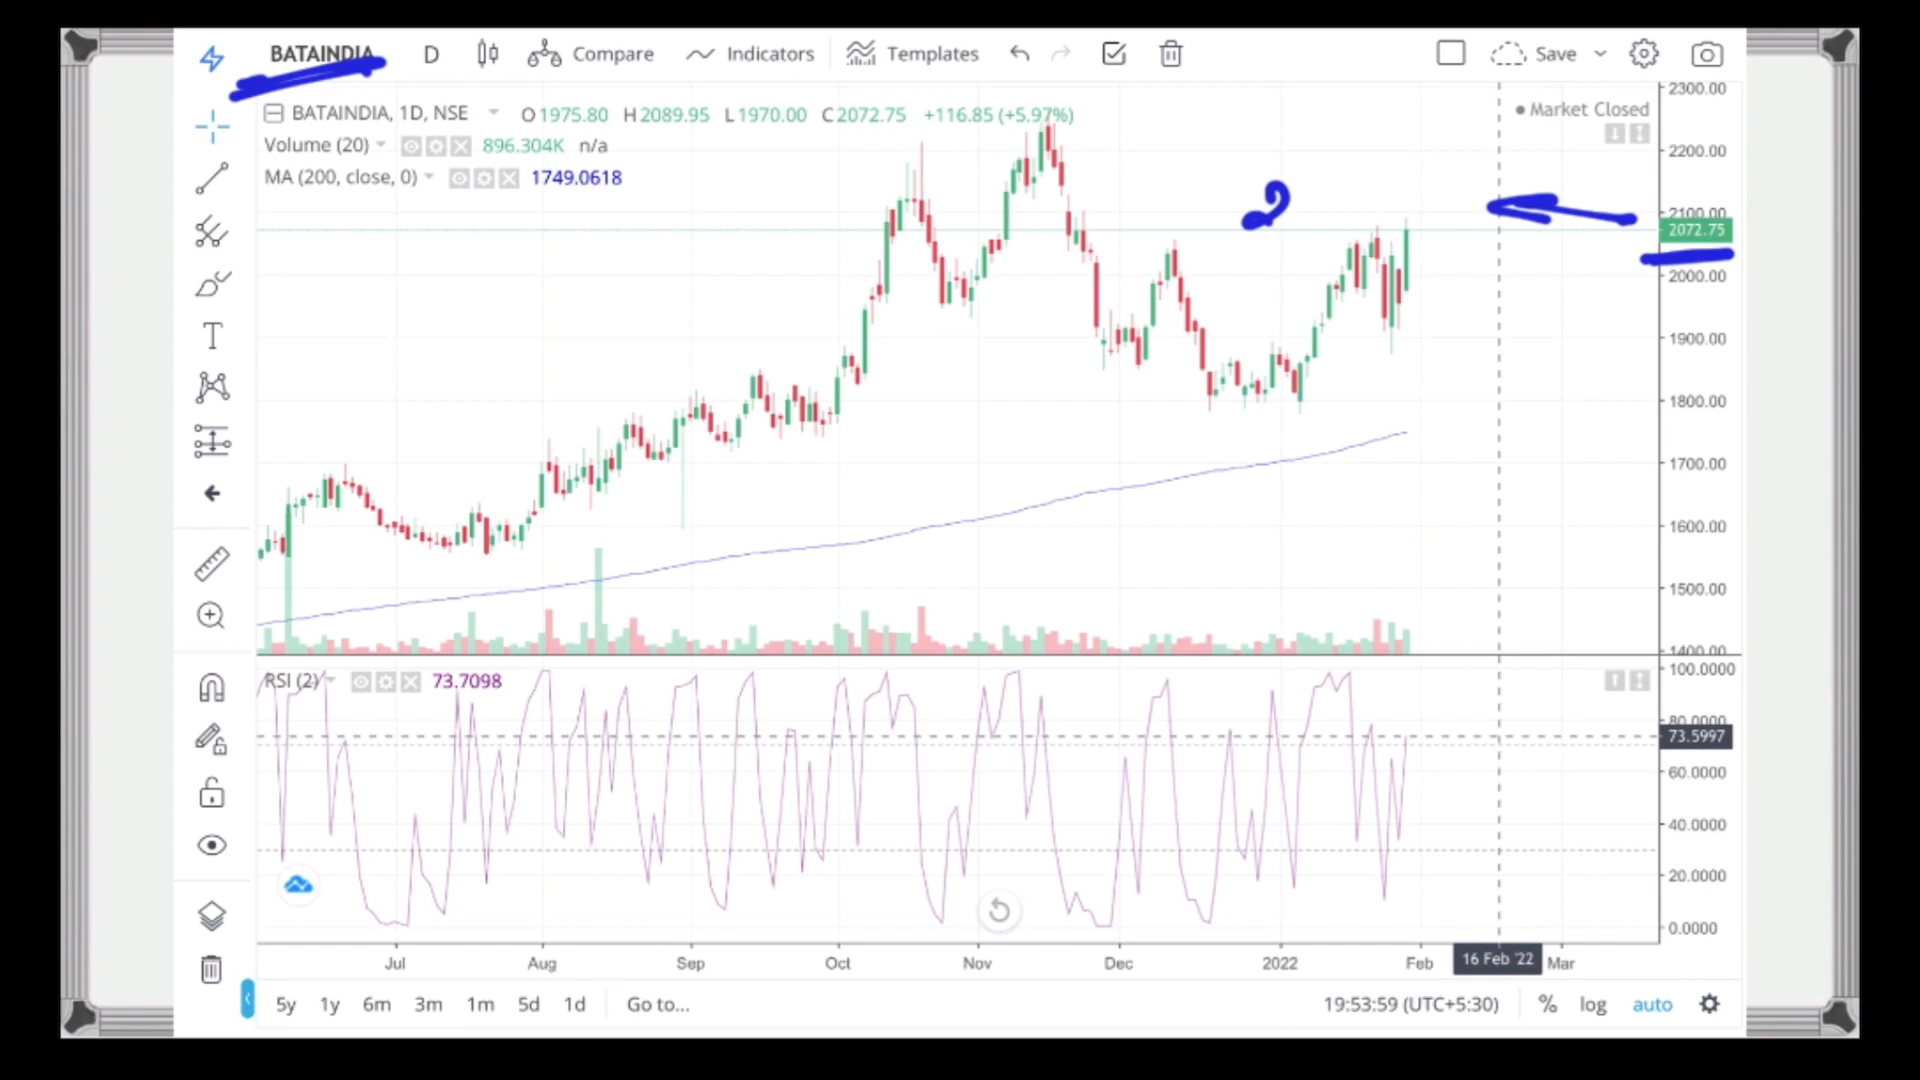 BATAINDIA D Compare Indicators Templates Save
BATAINDIA, 1D, NSE O1975.80 H2089.95 L1970.00 C2072.75 +116.85 (+5.97%)
Market Closed
Volume (20) 896.304K n/a
MA (200, close, 0) 1749.0618
2300.00
2200.00
2100.00
2072.75
2000.00
1900.00
1800.00
1700.00
1600.00
1500.00
1400.00
RSI (2) 73.7098
100.0000
80.0000
73.5997
60.0000
40.0000
20.0000
0.0000
Jul Aug Sep Oct Nov Dec 2022 Feb 16 Feb '22 Mar
5y 1y 6m 3m 1m 5d 1d Go to... 19:53:59 (UTC+5:30) % log auto